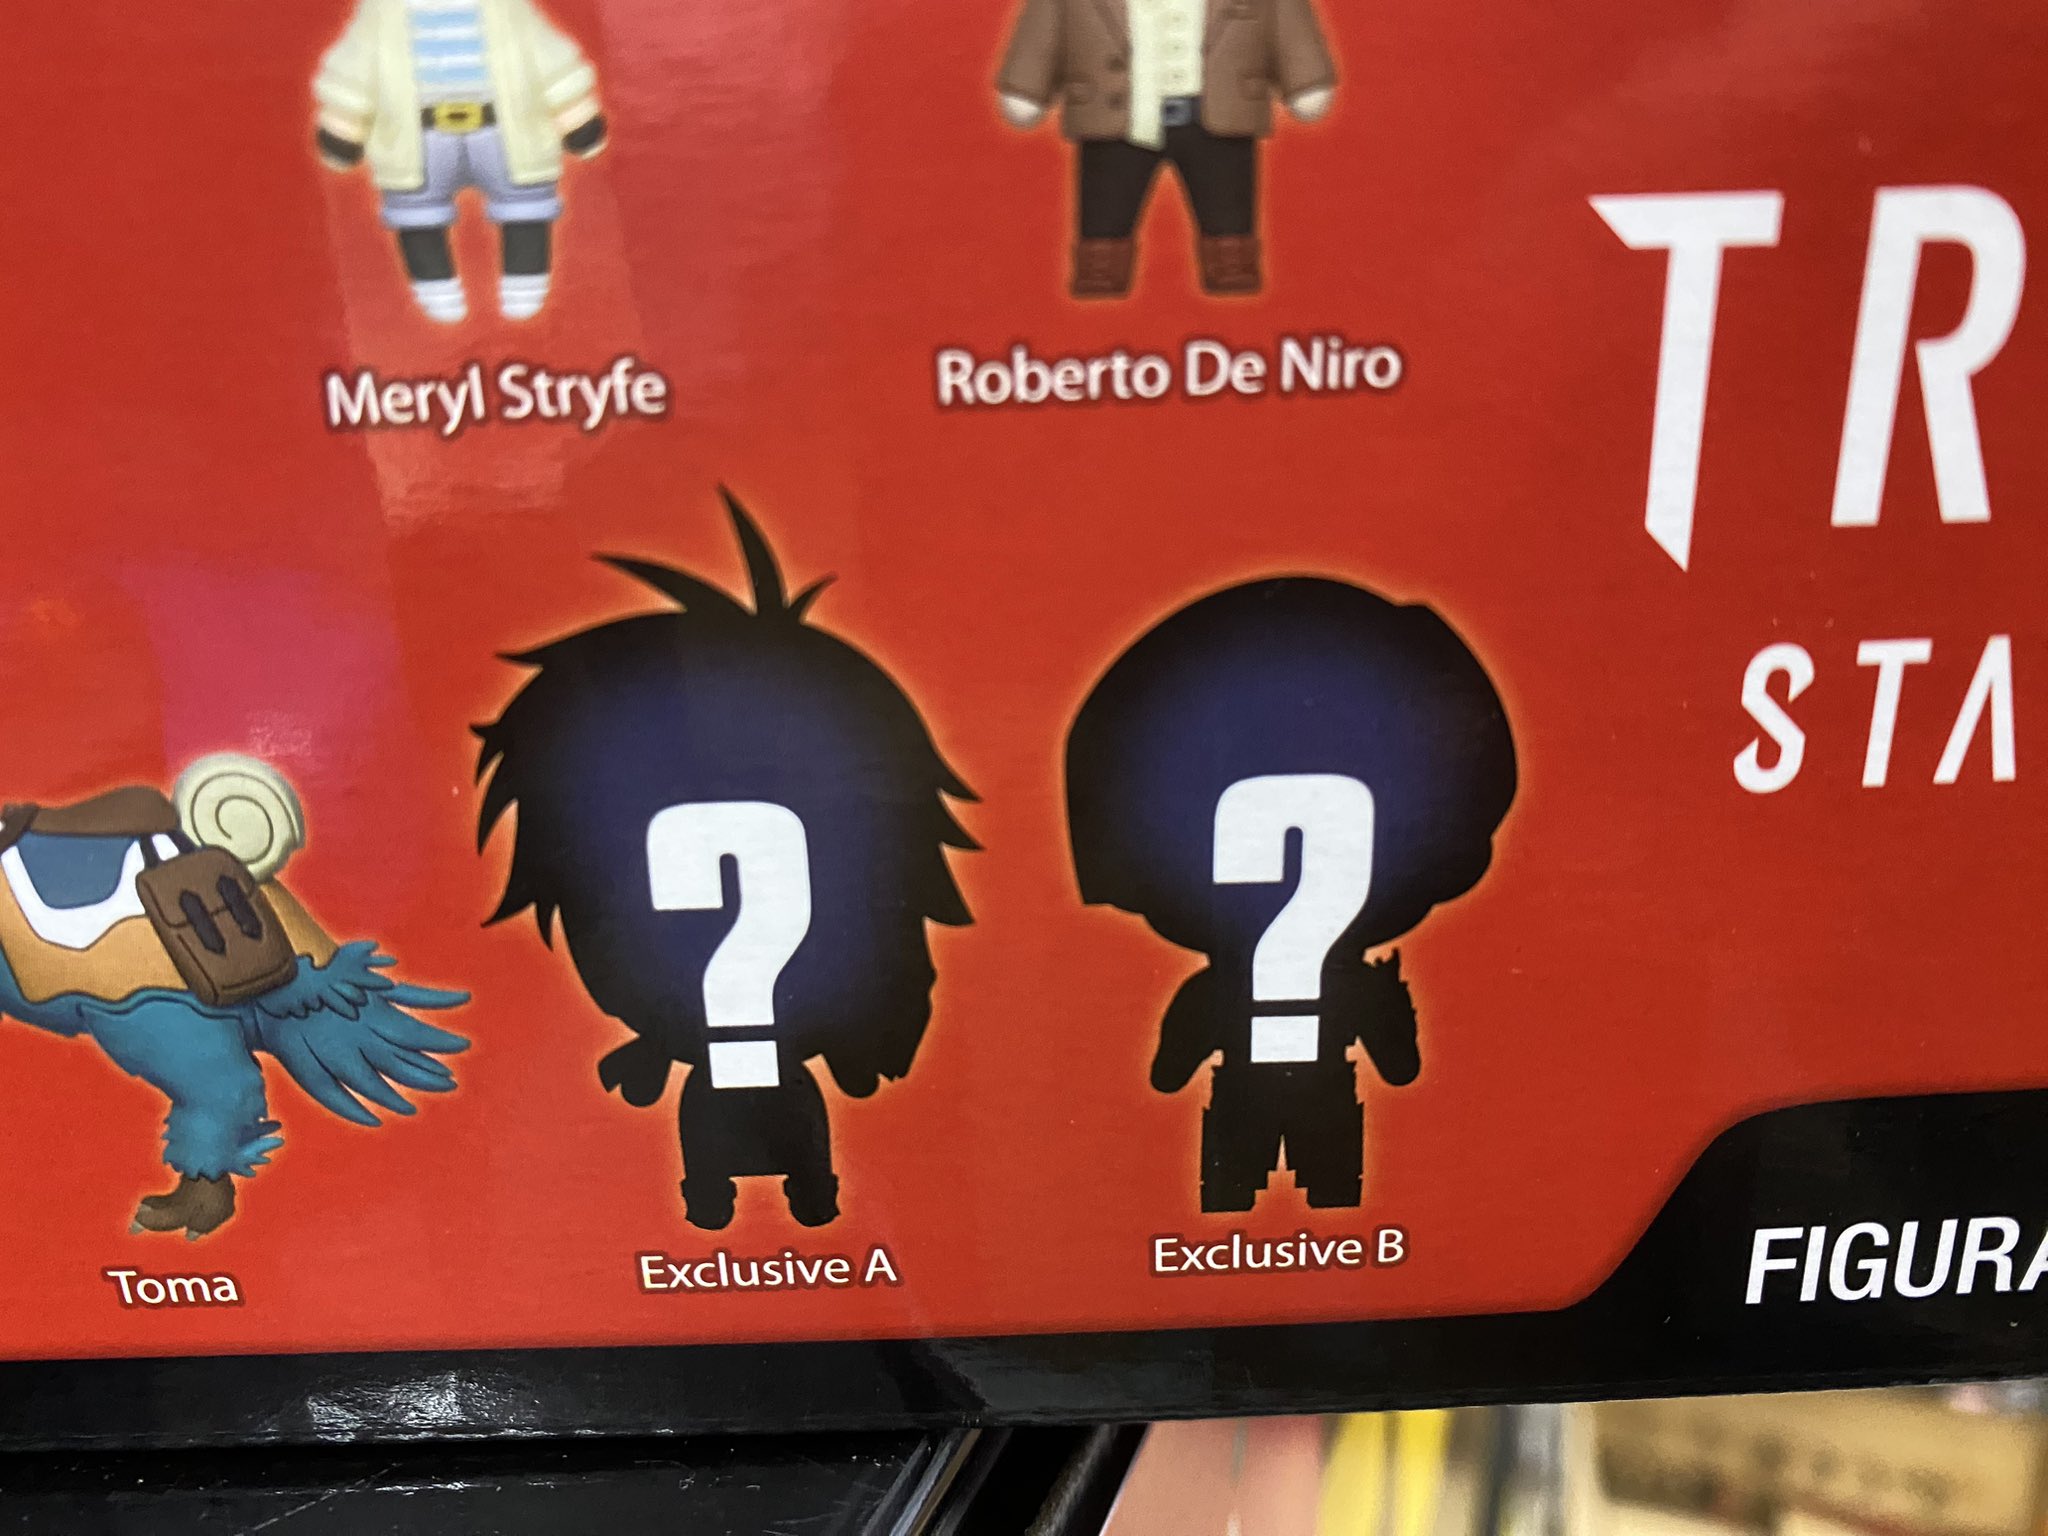 Meryl Stryfe
Roberto De Niro
TR
STA
?
?
Toma
Exclusive A
Exclusive B
FIGURA